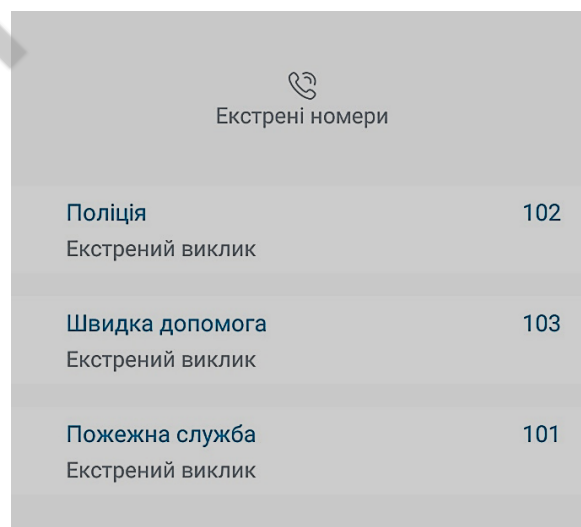 Екстрені номери
Поліція 102
Екстрений виклик
Швидка допомога 103
Екстрений виклик
Пожежна служба 101
Екстрений виклик